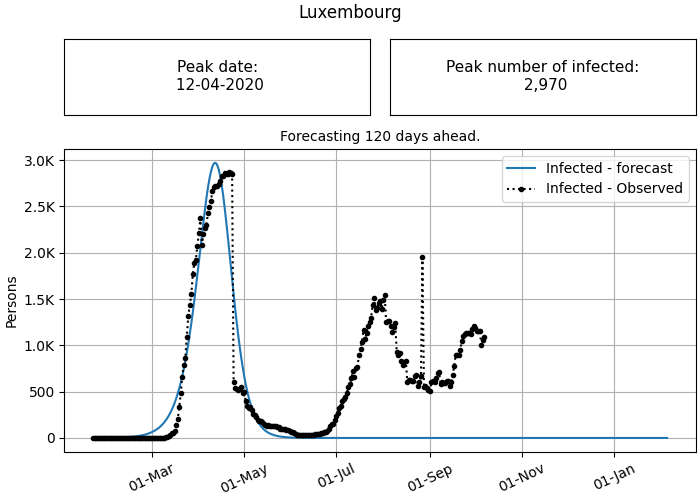 Luxembourg
Peak date:
12-04-2020
Peak number of infected:
2,970
Forecasting 120 days ahead.
3.0K
2.5K
2.0K
1.5K
1.0K
500
0
Persons
Infected - forecast
Infected - Observed
01-Mar
01-May
01-Jul
01-Sep
01-Nov
01-Jan